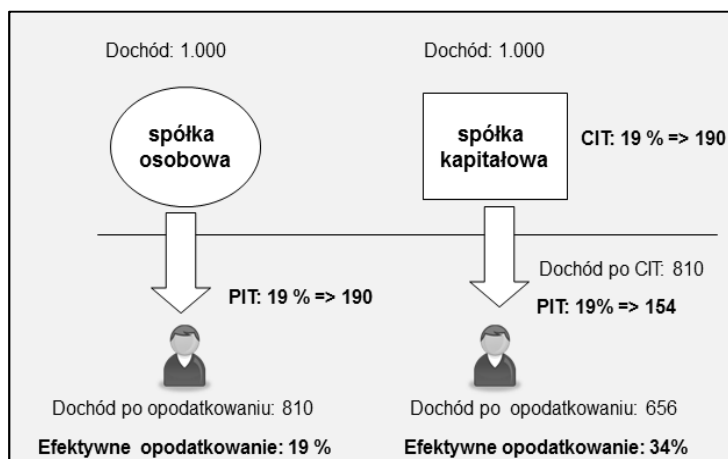 Dochód: 1.000
spółka
osobowa
PIT: 19 % => 190
Dochód po opodatkowaniu: 810
Efektywne opodatkowanie: 19 %
Dochód: 1.000
spółka
kapitałowa
CIT: 19 % => 190
Dochód po CIT: 810
PIT: 19% => 154
Dochód po opodatkowaniu: 656
Efektywne opodatkowanie: 34%